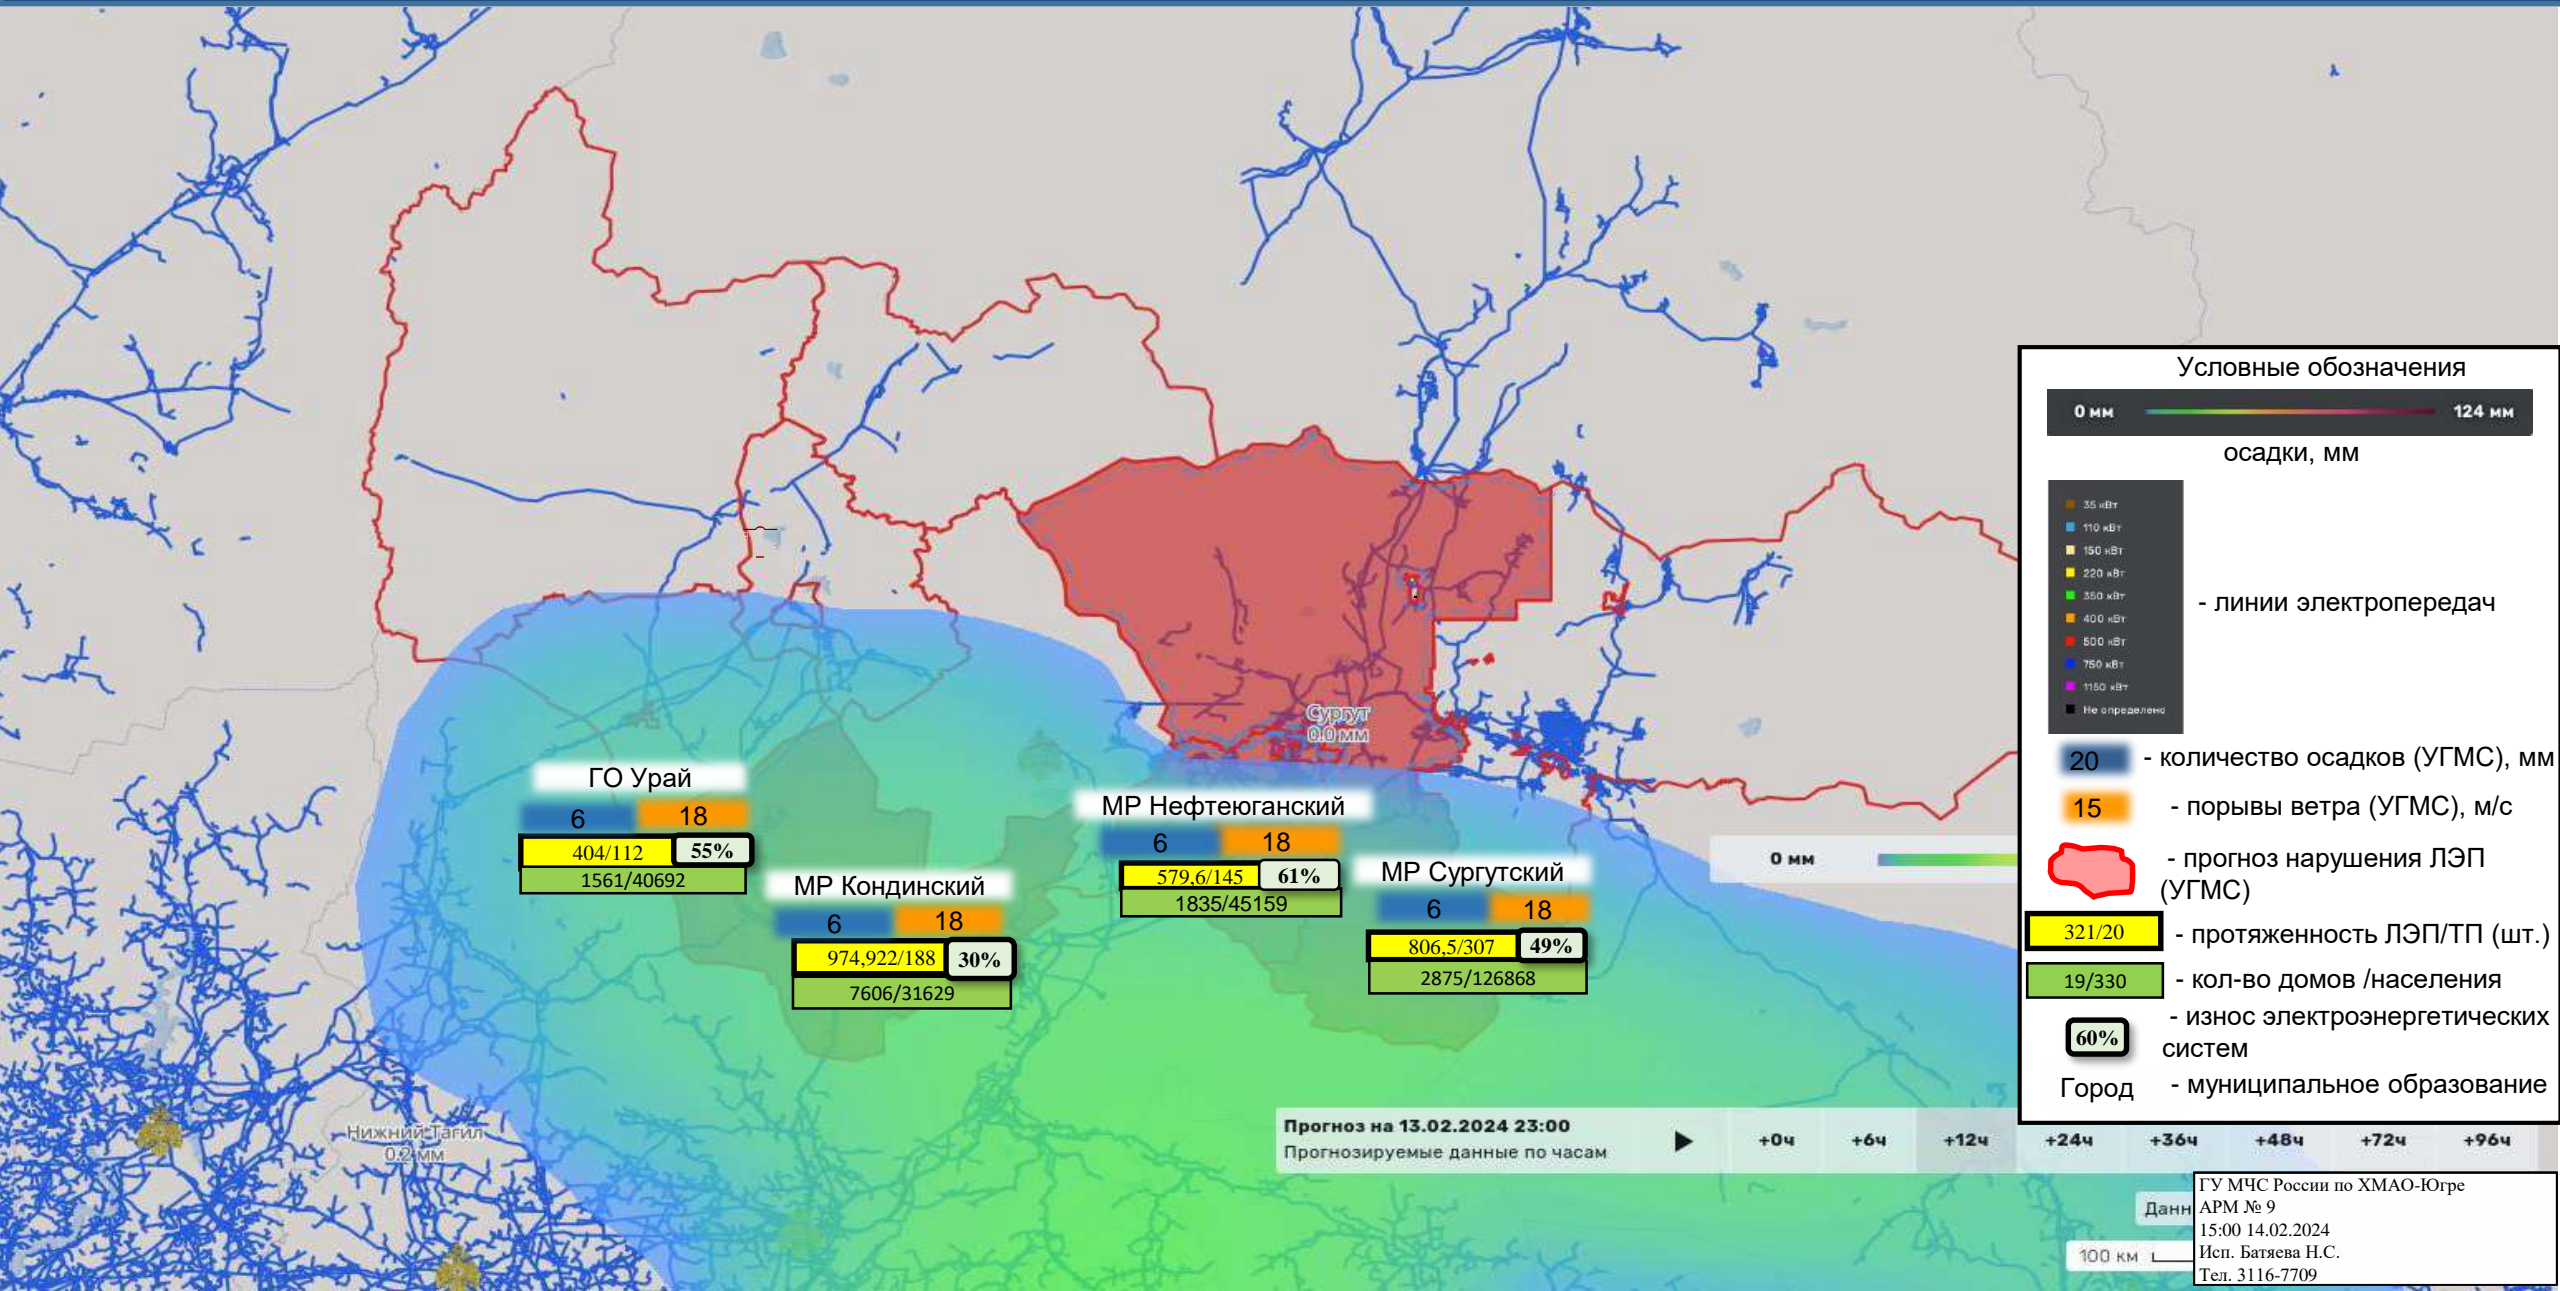 Условные обозначения
0 мм 124 мм
осадки, мм
35 кВт
110 кВт
150 кВт
220 кВт
350 кВт
400 кВт
500 кВт
750 кВт
1150 кВт
Не определено
- линии электропередач
20 - количество осадков (УГМС), мм
15 - порывы ветра (УГМС), м/с
- прогноз нарушения ЛЭП
(УГМС)
321/20 - протяженность ЛЭП/ТП (шт.)
19/330 - кол-во домов /населения
60% - износ электроэнергетических
систем
Город - муниципальное образование
Сургут
0.0 мм
ГО Урай
6 18
404/112 55%
1561/40692
МР Кондинский
6 18
974,922/188 30%
7606/31629
МР Нефтеюганский
6 18
579,6/145 61%
1835/45159
МР Сургутский
6 18
806,5/307 49%
2875/126868
0 мм
Нижний Тагил
0.2 мм
Прогноз на 13.02.2024 23:00
Прогнозируемые данные по часам
+0ч +6ч +12ч +24ч +36ч +48ч +72ч +96ч
Данн
100 км
ГУ МЧС России по ХМАО-Югре
АРМ № 9
15:00 14.02.2024
Исп. Батяева Н.С.
Тел. 3116-7709